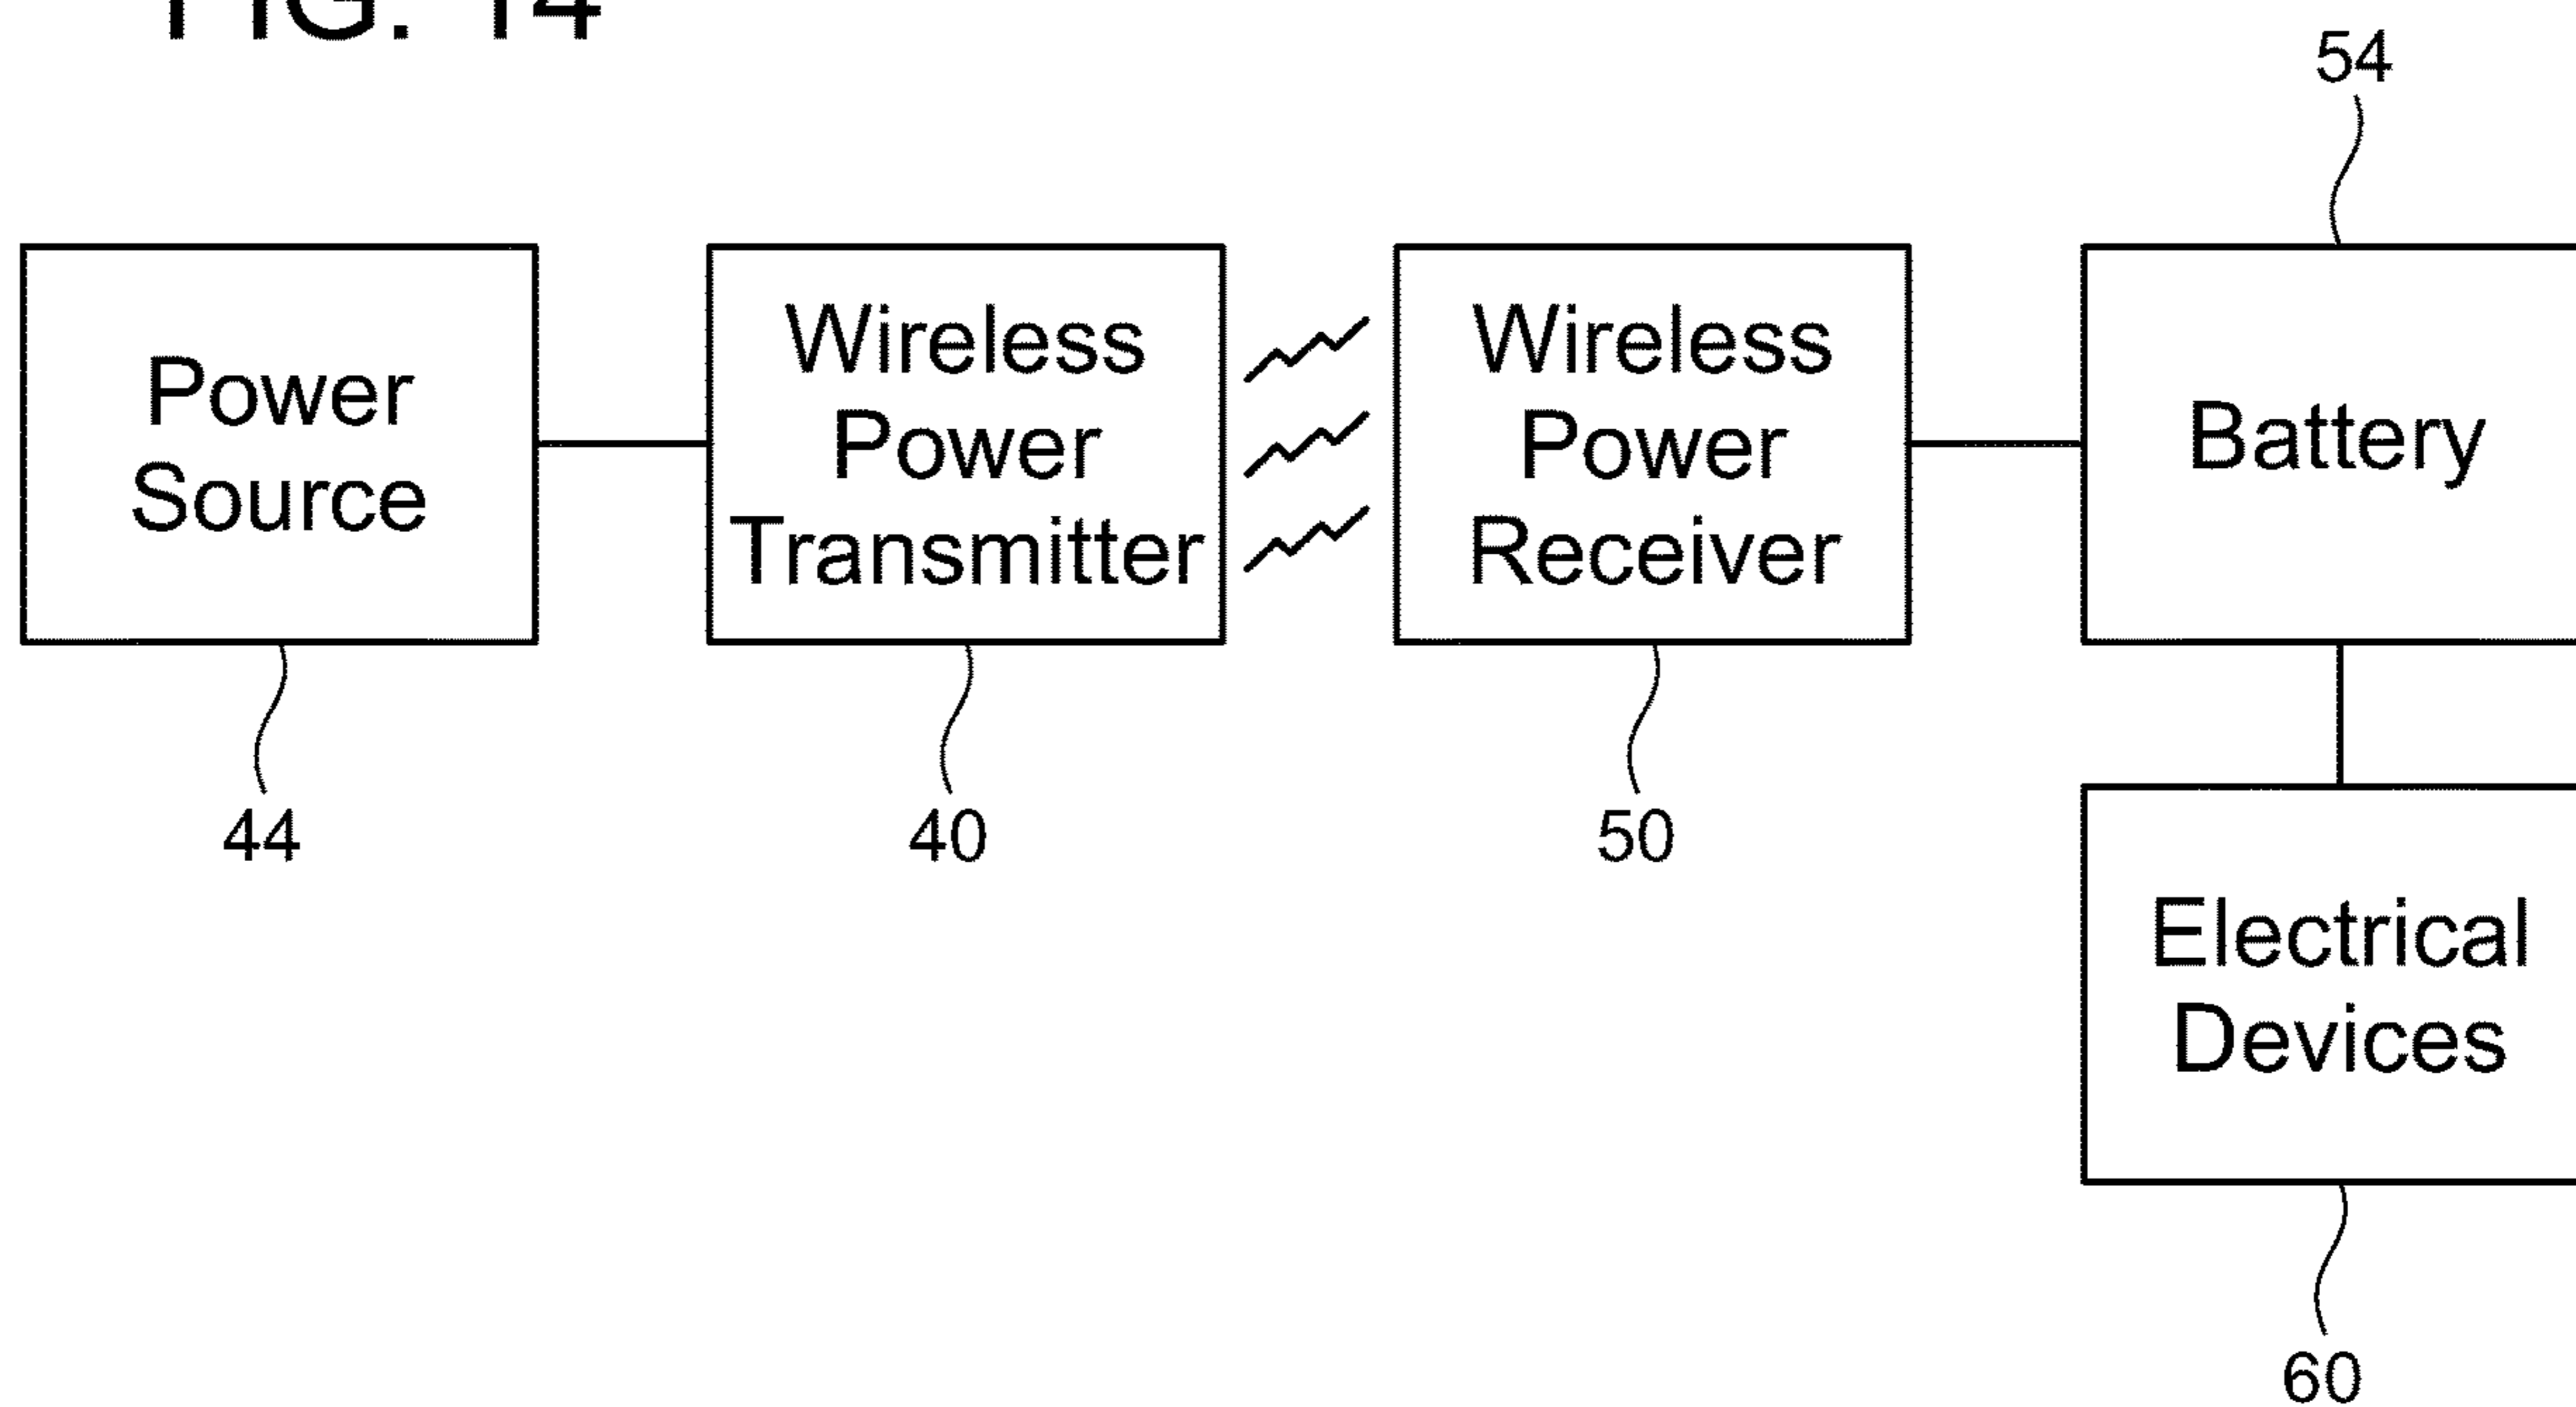 FIG. 14
54
Power
Source
Wireless
Power
Transmitter
Wireless
Power
Receiver
Battery
44
40
50
Electrical
Devices
60